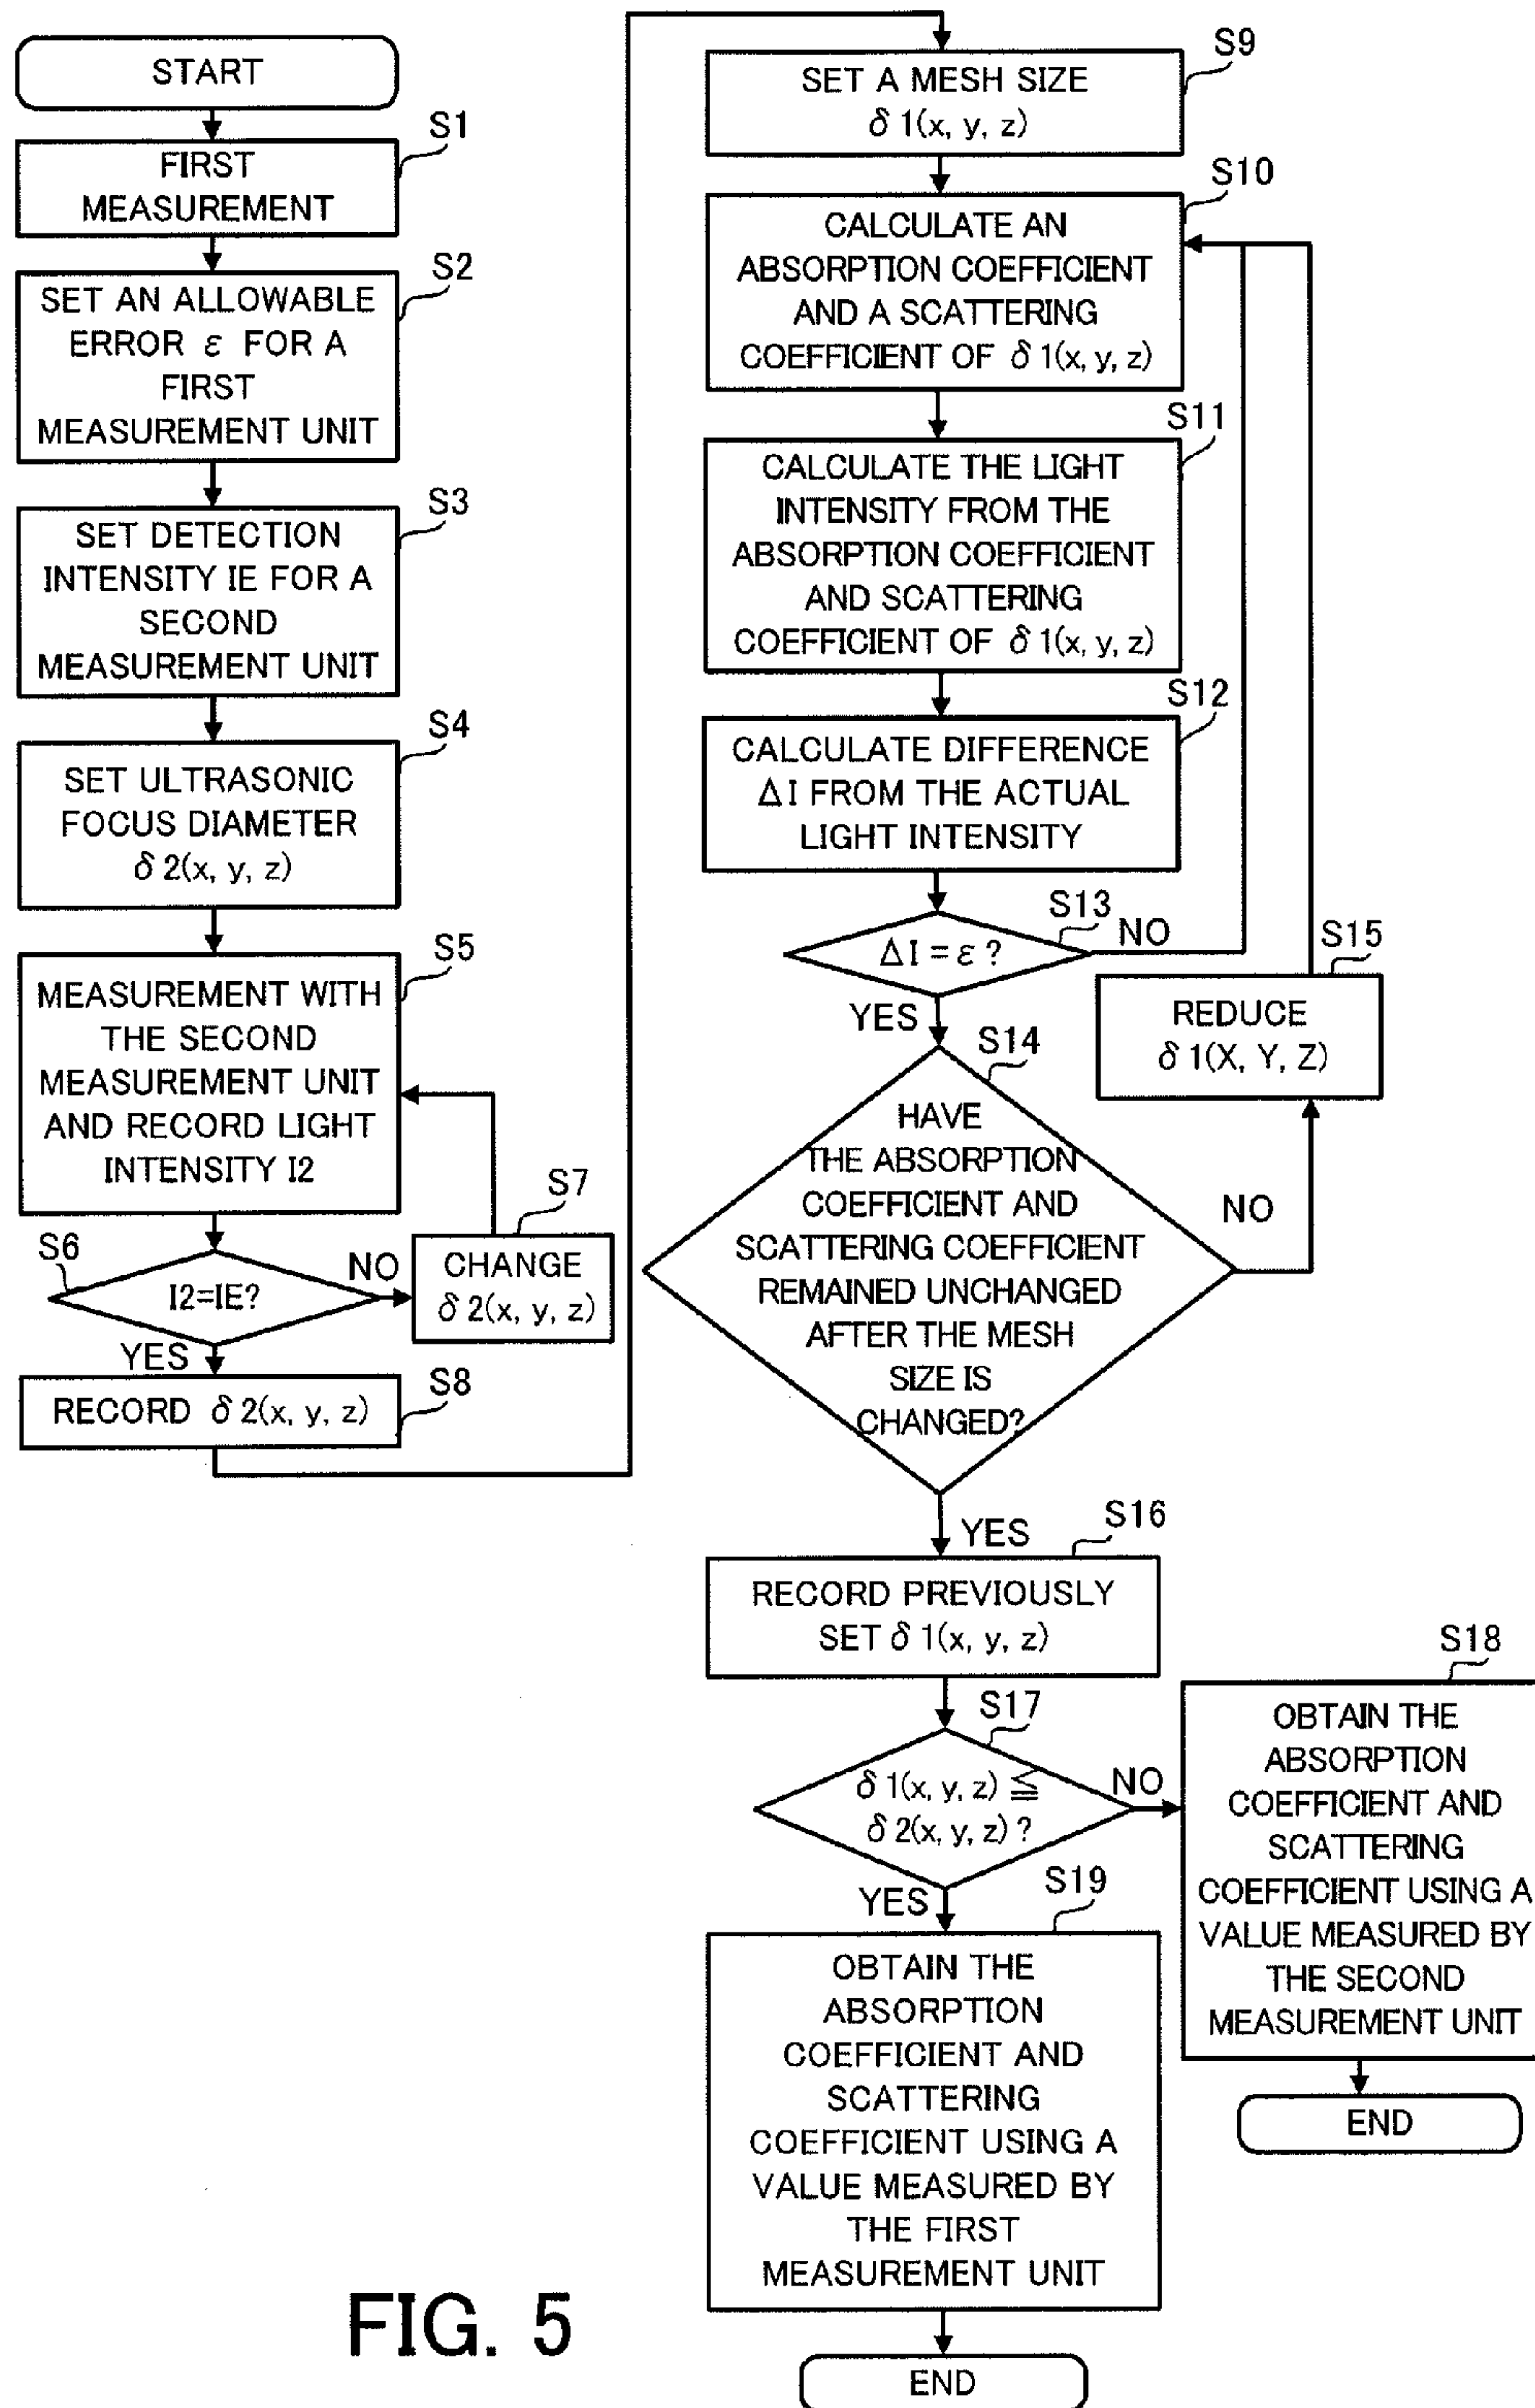 START
S1
FIRST
MEASUREMENT
S2
SET AN ALLOWABLE
ERROR ε FOR A
FIRST
MEASUREMENT UNIT
S3
SET DETECTION
INTENSITY IE FOR A
SECOND
MEASUREMENT UNIT
S4
SET ULTRASONIC
FOCUS DIAMETER
δ 2(x, y, z)
S5
MEASUREMENT WITH
THE SECOND
MEASUREMENT UNIT
AND RECORD LIGHT
INTENSITY I2
S6
I2=IE?
NO
S7
CHANGE
δ 2(x, y, z)
YES
S8
RECORD δ 2(x, y, z)
S9
SET A MESH SIZE
δ 1(x, y, z)
S10
CALCULATE AN
ABSORPTION COEFFICIENT
AND A SCATTERING
COEFFICIENT OF δ 1(x, y, z)
S11
CALCULATE THE LIGHT
INTENSITY FROM THE
ABSORPTION COEFFICIENT
AND SCATTERING
COEFFICIENT OF δ 1(x, y, z)
S12
CALCULATE DIFFERENCE
ΔI FROM THE ACTUAL
LIGHT INTENSITY
S13
ΔI = ε ?
NO
YES
S14
HAVE
THE ABSORPTION
COEFFICIENT AND
SCATTERING COEFFICIENT
REMAINED UNCHANGED
AFTER THE MESH
SIZE IS
CHANGED?
NO
S15
REDUCE
δ 1(X, Y, Z)
YES
S16
RECORD PREVIOUSLY
SET δ 1(x, y, z)
S17
δ 1(x, y, z) ≦
δ 2(x, y, z) ?
NO
S18
OBTAIN THE
ABSORPTION
COEFFICIENT AND
SCATTERING
COEFFICIENT USING A
VALUE MEASURED BY
THE SECOND
MEASUREMENT UNIT
END
YES
S19
OBTAIN THE
ABSORPTION
COEFFICIENT AND
SCATTERING
COEFFICIENT USING A
VALUE MEASURED BY
THE FIRST
MEASUREMENT UNIT
END
FIG. 5